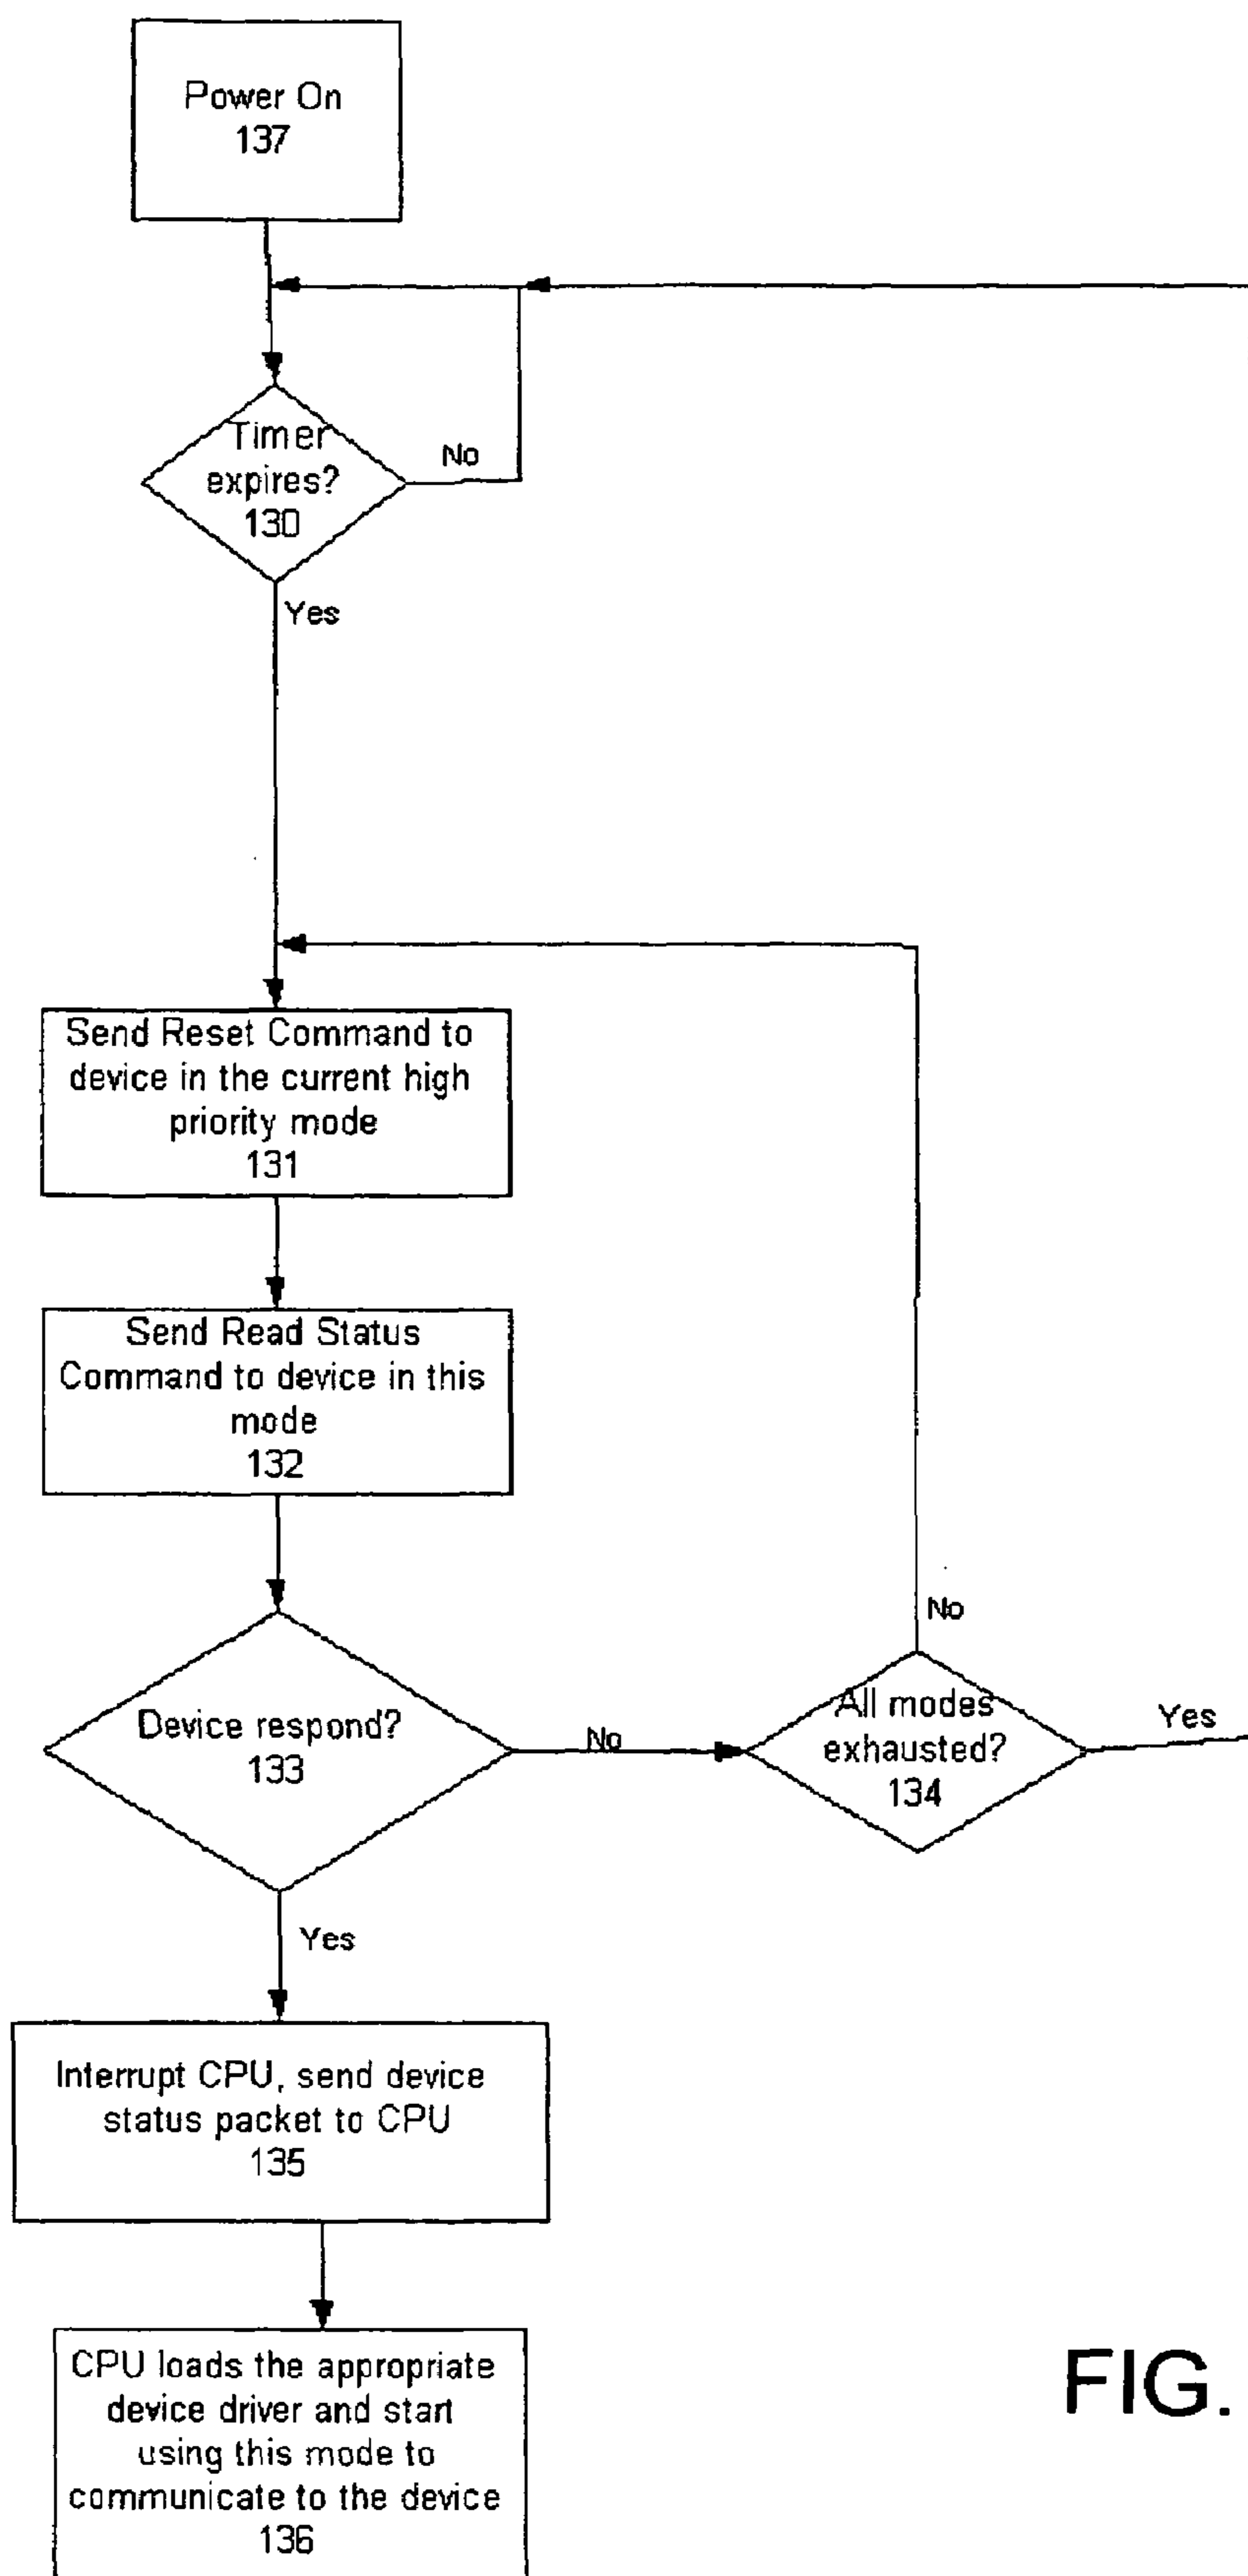 Power On
137
Timer
expires?
130
No
Yes
Send Reset Command to
device in the current high
priority mode
131
Send Read Status
Command to device in this
mode
132
Device respond?
133
No
All modes
exhausted?
134
No
Yes
Yes
Interrupt CPU, send device
status packet to CPU
135
CPU loads the appropriate
device driver and start
using this mode to
communicate to the device
136
FIG.